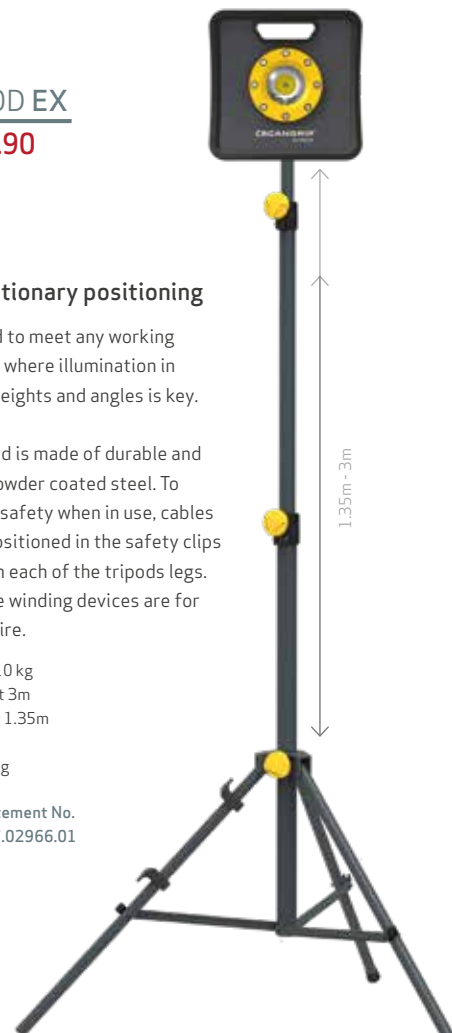 0D EX
.90
tionary positioning
d to meet any working
where illumination in
eights and angles is key.
d is made of durable and
owder coated steel. To
safety when in use, cables
ositioned in the safety clips
n each of the tripods legs.
e winding devices are for
ire.
0 kg
t 3m
1.35m
g
tement No.
.02966.01
SCANGRIP
1.35m - 3m